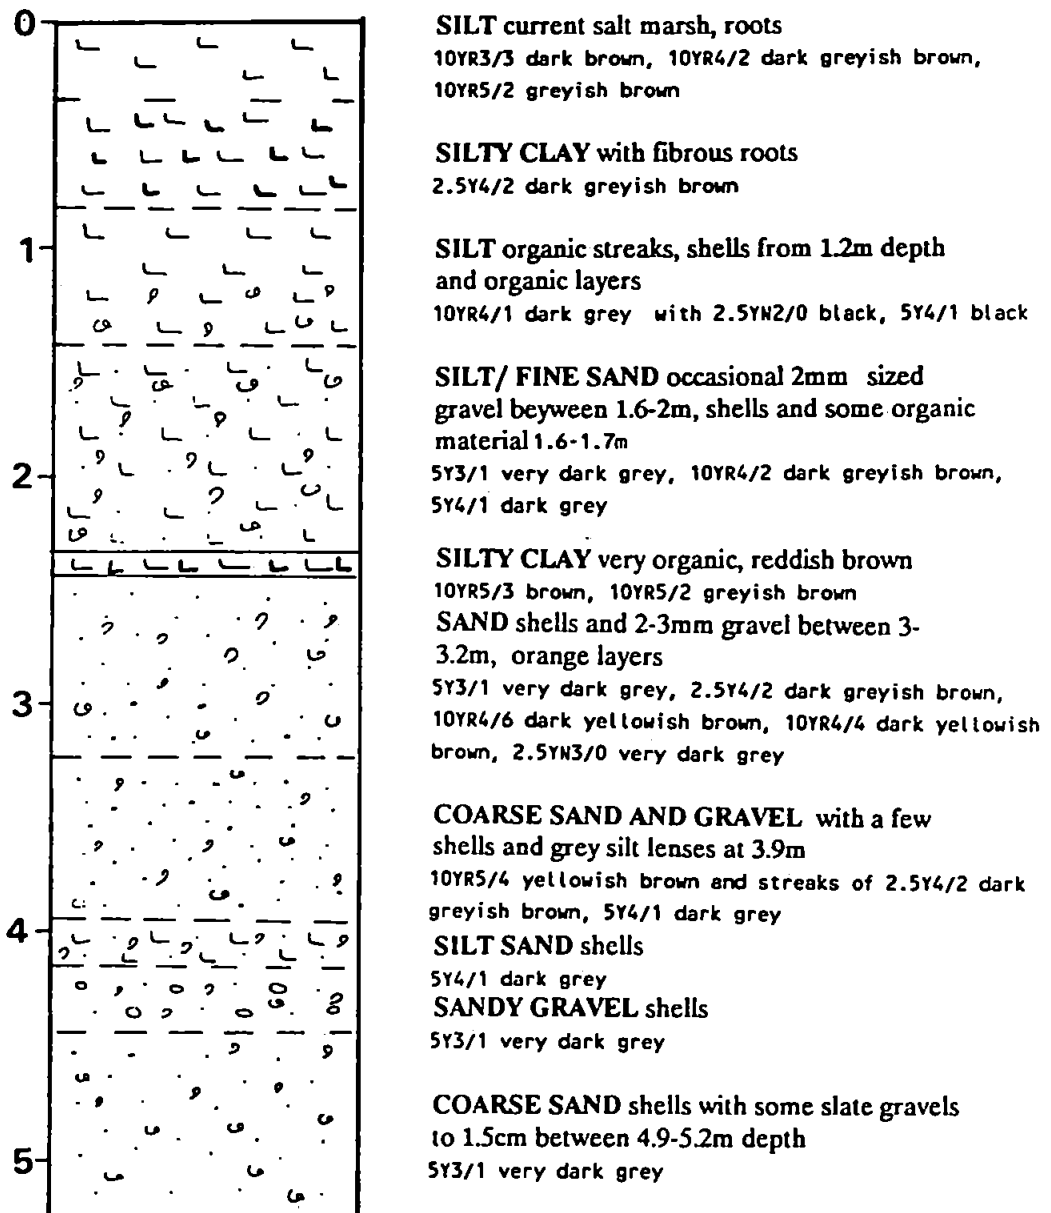 0
SILT current salt marsh, roots
10YR3/3 dark brown, 10YR4/2 dark greyish brown,
10YR5/2 greyish brown
SILTY CLAY with fibrous roots
2.5Y4/2 dark greyish brown
1
SILT organic streaks, shells from 1.2m depth
and organic layers
10YR4/1 dark grey with 2.5YN2/0 black, 5Y4/1 black
SILT/ FINE SAND occasional 2mm sized
gravel beyween 1.6-2m, shells and some organic
material 1.6-1.7m
2
5Y3/1 very dark grey, 10YR4/2 dark greyish brown,
5Y4/1 dark grey
SILTY CLAY very organic, reddish brown
10YR5/3 brown, 10YR5/2 greyish brown
SAND shells and 2-3mm gravel between 3-
3.2m, orange layers
5Y3/1 very dark grey, 2.5Y4/2 dark greyish brown,
3
10YR4/6 dark yellowish brown, 10YR4/4 dark yellowish
brown, 2.5YN3/0 very dark grey
COARSE SAND AND GRAVEL with a few
shells and grey silt lenses at 3.9m
10YR5/4 yellowish brown and streaks of 2.5Y4/2 dark
greyish brown, 5Y4/1 dark grey
4
SILT SAND shells
5Y4/1 dark grey
SANDY GRAVEL shells
5Y3/1 very dark grey
COARSE SAND shells with some slate gravels
to 1.5cm between 4.9-5.2m depth
5
5Y3/1 very dark grey